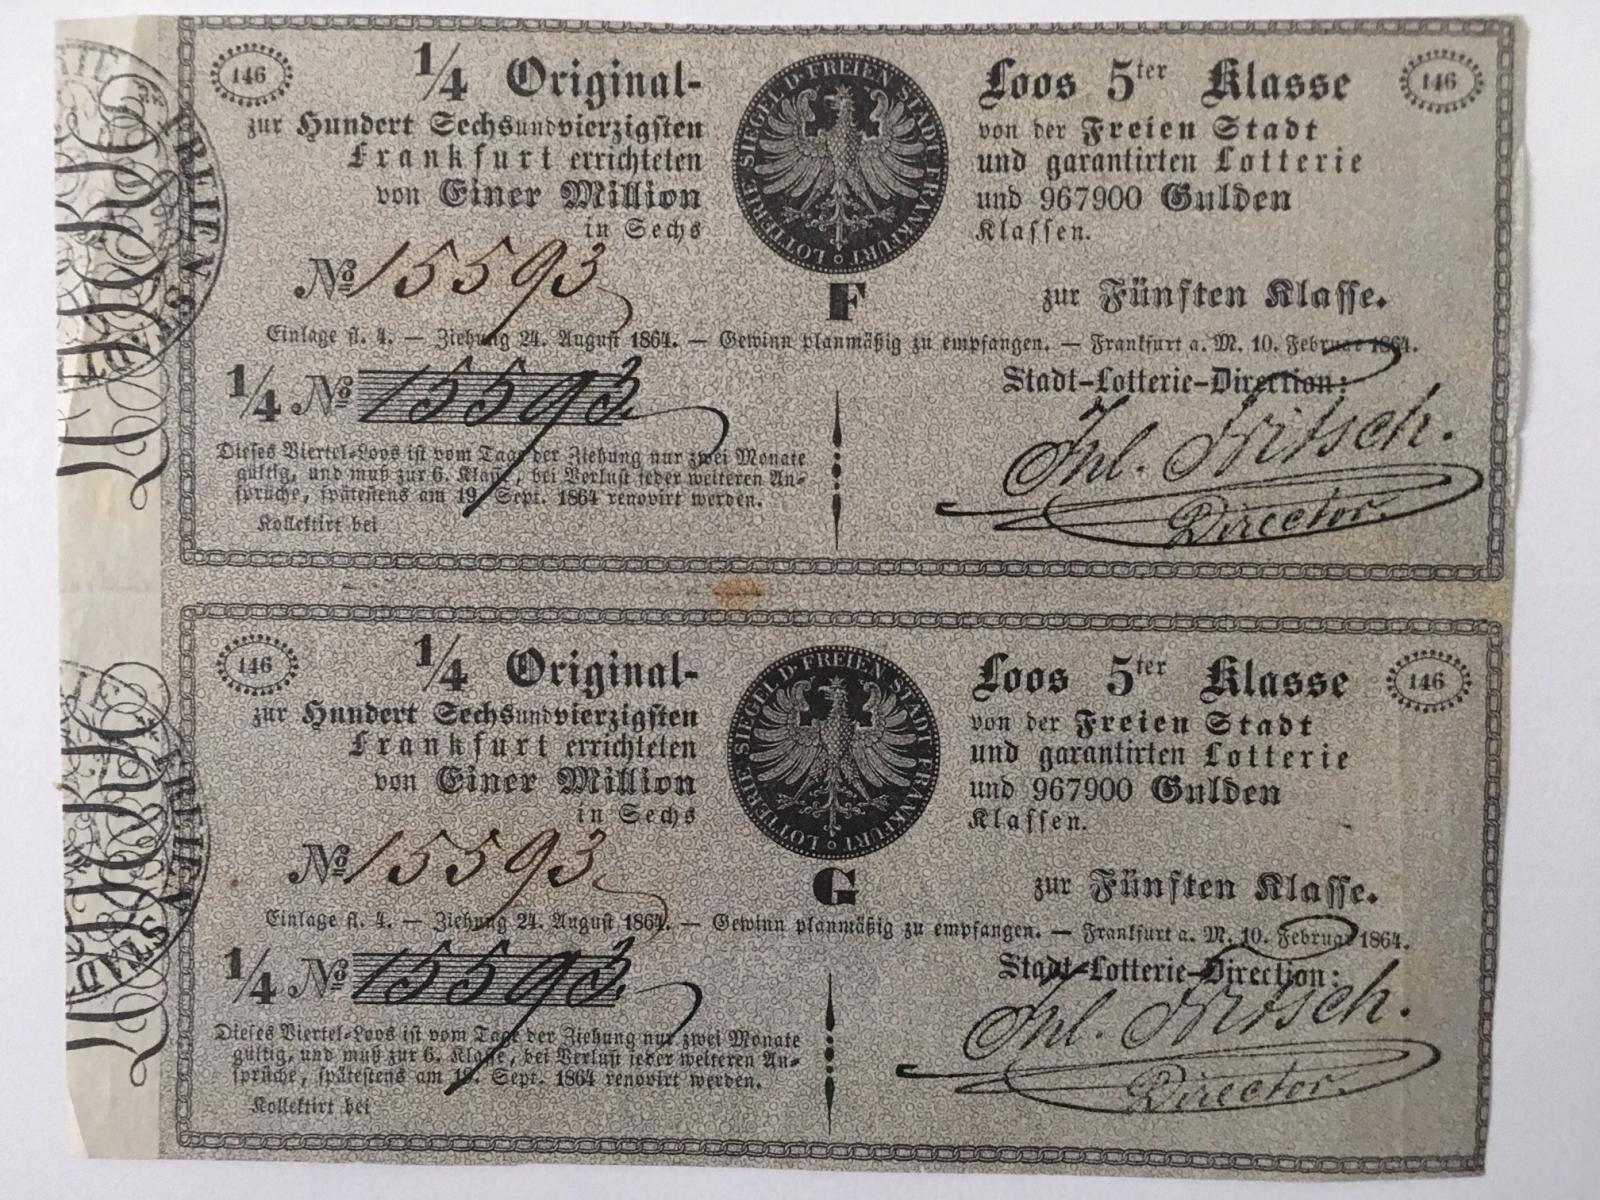 146 1/4 Original- Loos 5ter Klasse 146
zur Hundert Sechsundvierzigsten von der Freien Stadt
Frankfurt errichteten und garantirten Lotterie
von Einer Million und 967900 Gulden
in Sechs Klassen.
SIEGEL D. FREIEN STADT FRANKFURT LOTTERIE
№ 15593 F zur Fünften Klasse.
Einlage fl. 4. — Ziehung 24. August 1864. — Gewinn planmäßig zu empfangen. — Frankfurt a. M. 10. Februar 1864.
1/4 № 15593 Stadt-Lotterie-Direction:
Dieses Viertel-Loos ist vom Tage der Ziehung nur zwei Monate
gültig, und muß zur 6. Klasse, bei Verlust jeder weiteren An-
sprüche, spätestens am 19. Sept. 1864 renovirt werden.
Kollektirt bei
Fritsch.
Director.
FREIEN ST
146 1/4 Original- Loos 5ter Klasse 146
zur Hundert Sechsundvierzigsten von der Freien Stadt
Frankfurt errichteten und garantirten Lotterie
von Einer Million und 967900 Gulden
in Sechs Klassen.
SIEGEL D. FREIEN STADT FRANKFURT LOTTERIE
№ 15593 G zur Fünften Klasse.
Einlage fl. 4. — Ziehung 24. August 1864. — Gewinn planmäßig zu empfangen. — Frankfurt a. M. 10. Februar 1864.
1/4 № 15593 Stadt-Lotterie-Direction:
Dieses Viertel-Loos ist vom Tage der Ziehung nur zwei Monate
gültig, und muß zur 6. Klasse, bei Verlust jeder weiteren An-
sprüche, spätestens am 19. Sept. 1864 renovirt werden.
Kollektirt bei
Fritsch.
Director.
FREIEN STAD